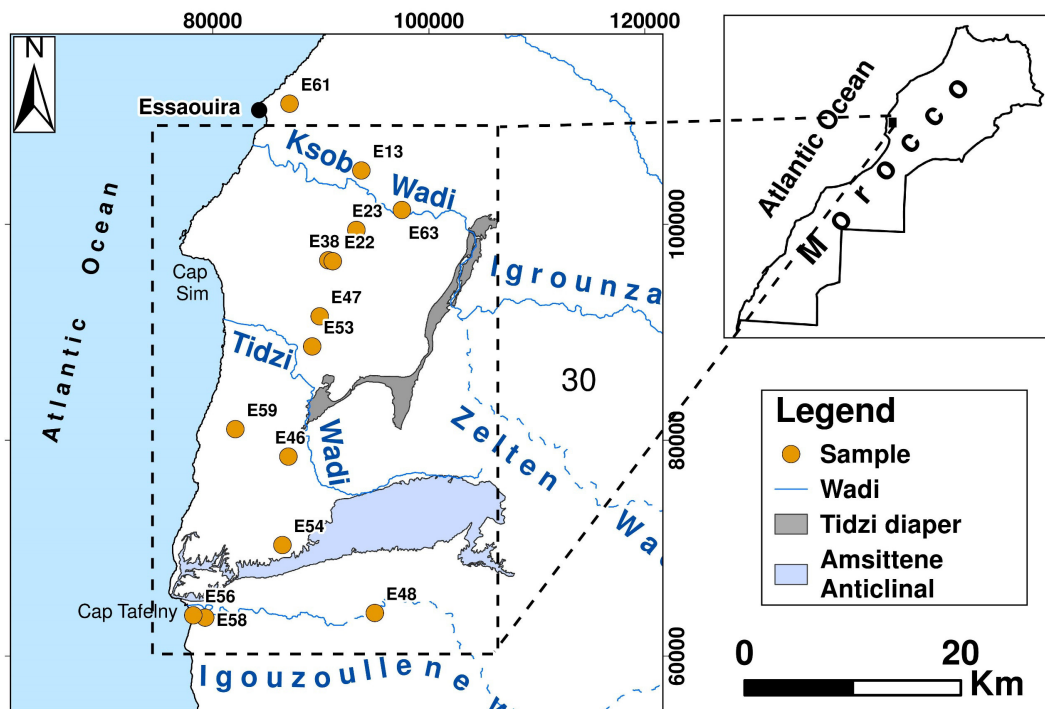 80000
100000
120000
N
E61
Essaouira
Ksob
Wadi
E13
E23
E63
E38
E22
100000
Igrounza
Cap
Sim
E47
E53
Tidzi
Wadi
30
Atlantic Ocean
E59
E46
80000
Zelten
Wa
E54
E56
Cap Tafelny
E58
E48
60000
Igouzoullene
Atlantic Ocean
Morocco
Legend
Sample
Wadi
Tidzi diaper
Amsittene
Anticlinal
0
20
Km